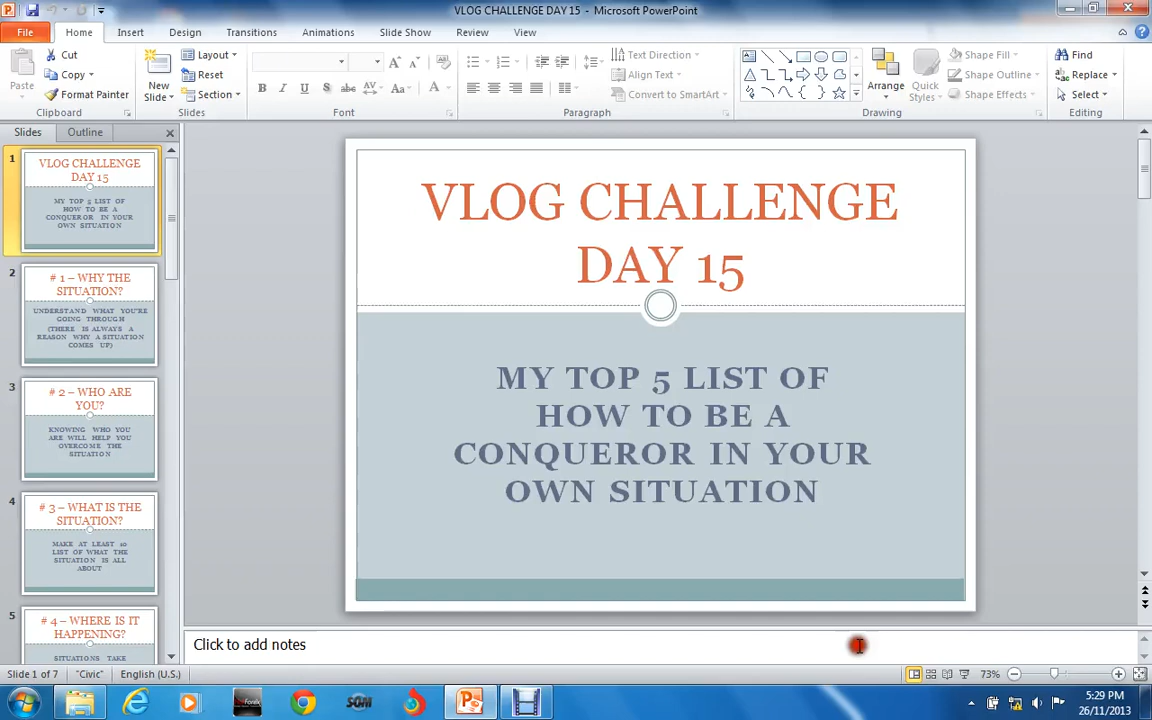 VLOG CHALLENGE DAY 15 - Microsoft PowerPoint
File Home Insert Design Transitions Animations Slide Show Review View
Paste
Cut
Copy
Format Painter
Clipboard
New
Slide
Layout
Reset
Section
Slides
Font
Text Direction
Align Text
Convert to SmartArt
Paragraph
Arrange
Quick
Styles
Shape Fill
Shape Outline
Shape Effects
Drawing
Find
Replace
Select
Editing
Slides Outline
1
VLOG CHALLENGE
DAY 15
MY TOP 5 LIST OF
HOW TO BE A
CONQUEROR IN YOUR
OWN SITUATION
2
# 1 – WHY THE
SITUATION?
UNDERSTAND WHAT YOU'RE
GOING THROUGH
(THERE IS ALWAYS A
REASON WHY A SITUATION
COMES UP)
3
# 2 – WHO ARE
YOU?
KNOWING WHO YOU
ARE WILL HELP YOU
OVERCOME THE
SITUATION
4
# 3 – WHAT IS THE
SITUATION?
MAKE AT LEAST 10
LIST OF WHAT THE
SITUATION IS ALL
ABOUT
5
# 4 – WHERE IS IT
HAPPENING?
SITUATIONS TAKE
VLOG CHALLENGE
DAY 15
MY TOP 5 LIST OF
HOW TO BE A
CONQUEROR IN YOUR
OWN SITUATION
Click to add notes
Slide 1 of 7 "Civic" English (U.S.) 73%
5:29 PM
26/11/2013